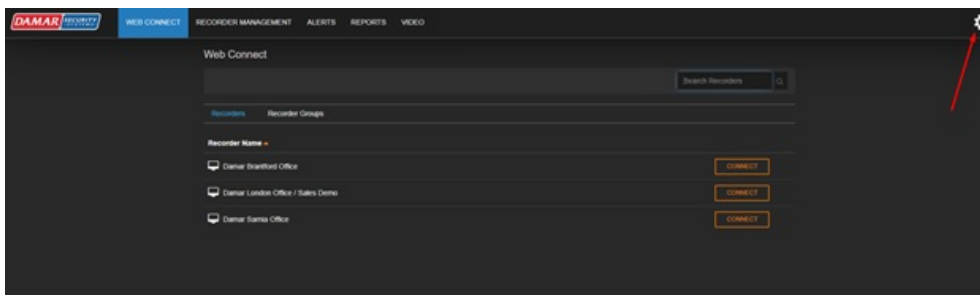 DAMAR SECURITY SYSTEMS
WEB CONNECT RECORDER MANAGEMENT ALERTS REPORTS VIDEO
Web Connect
Search Recorders
Recorders Recorder Groups
Recorder Name
Damar Brantford Office CONNECT
Damar London Office / Sales Demo CONNECT
Damar Sarnia Office CONNECT